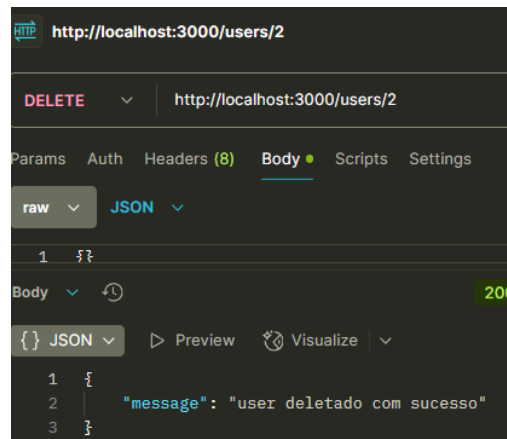 HTTP http://localhost:3000/users/2
DELETE http://localhost:3000/users/2
Params Auth Headers (8) Body Scripts Settings
raw JSON
1 {}
Body 200
{} JSON Preview Visualize
1 {
2 "message": "user deletado com sucesso"
3 }